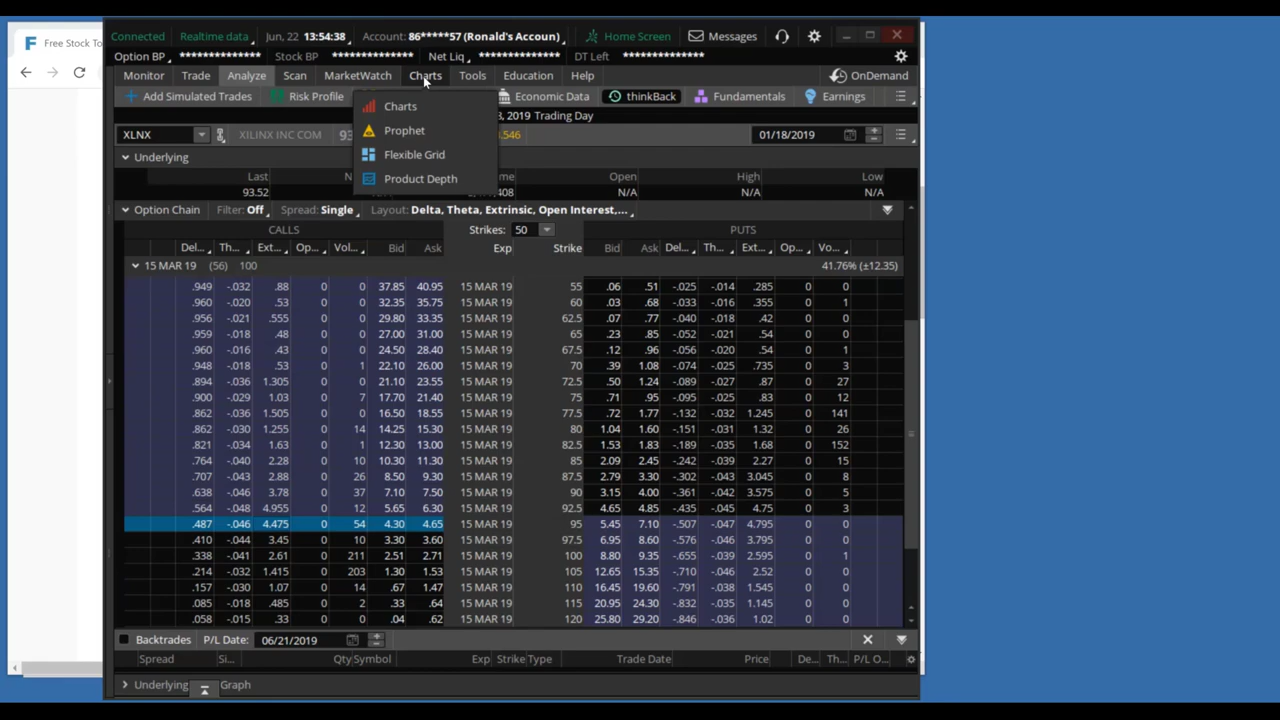 Free Stock To
Connected Realtime data Jun, 22 13:54:38 Account: 86*****57 (Ronald's Accoun) Home Screen Messages
Option BP ************** Stock BP ************** Net Liq ************** DT Left **************
Monitor Trade Analyze Scan MarketWatch Charts Tools Education Help OnDemand
Add Simulated Trades Risk Profile Economic Data thinkBack Fundamentals Earnings
Charts
Prophet
Flexible Grid
Product Depth
, 2019 Trading Day
XLNX XILINX INC COM 93 .546 01/18/2019
Underlying
Last N me Open High Low
93.52 408 N/A N/A N/A
Option Chain Filter: Off Spread: Single Layout: Delta, Theta, Extrinsic, Open Interest,...
CALLS Strikes: 50 PUTS
Del... Th... Ext... Op... Vol... Bid Ask Exp Strike Bid Ask Del... Th... Ext... Op... Vo...
15 MAR 19 (56) 100 41.76% (±12.35)
.949 -.032 .88 0 0 37.85 40.95 15 MAR 19 55 .06 .51 -.025 -.014 .285 0 0
.960 -.020 .53 0 0 32.35 35.75 15 MAR 19 60 .03 .68 -.033 -.016 .355 0 1
.956 -.021 .555 0 0 29.80 33.35 15 MAR 19 62.5 .07 .77 -.040 -.018 .42 0 0
.959 -.018 .48 0 0 27.00 31.00 15 MAR 19 65 .23 .85 -.052 -.021 .54 0 0
.960 -.016 .43 0 0 24.50 28.40 15 MAR 19 67.5 .12 .96 -.056 -.020 .54 0 1
.948 -.018 .53 0 1 22.10 26.00 15 MAR 19 70 .39 1.08 -.074 -.025 .735 0 3
.894 -.036 1.305 0 0 21.10 23.55 15 MAR 19 72.5 .50 1.24 -.089 -.027 .87 0 27
.900 -.029 1.03 0 7 17.70 21.40 15 MAR 19 75 .71 .95 -.095 -.025 .83 0 12
.862 -.036 1.505 0 0 16.50 18.55 15 MAR 19 77.5 .72 1.77 -.132 -.032 1.245 0 141
.862 -.030 1.255 0 14 14.25 15.30 15 MAR 19 80 1.04 1.60 -.151 -.031 1.32 0 26
.821 -.034 1.63 0 1 12.30 13.00 15 MAR 19 82.5 1.53 1.83 -.189 -.035 1.68 0 152
.764 -.040 2.28 0 10 10.30 11.30 15 MAR 19 85 2.09 2.45 -.242 -.039 2.27 0 15
.707 -.043 2.88 0 26 8.50 9.30 15 MAR 19 87.5 2.79 3.30 -.302 -.043 3.045 0 8
.638 -.046 3.78 0 37 7.10 7.50 15 MAR 19 90 3.15 4.00 -.361 -.042 3.575 0 5
.564 -.048 4.955 0 12 5.65 6.30 15 MAR 19 92.5 4.65 4.85 -.435 -.045 4.75 0 3
.487 -.046 4.475 0 54 4.30 4.65 15 MAR 19 95 5.45 7.10 -.507 -.047 4.795 0 0
.410 -.044 3.45 0 10 3.30 3.60 15 MAR 19 97.5 6.95 8.60 -.576 -.046 3.795 0 0
.338 -.041 2.61 0 211 2.51 2.71 15 MAR 19 100 8.80 9.35 -.655 -.039 2.595 0 1
.214 -.032 1.415 0 203 1.30 1.53 15 MAR 19 105 12.65 15.35 -.710 -.046 2.52 0 0
.157 -.030 1.07 0 14 .67 1.47 15 MAR 19 110 16.45 19.60 -.791 -.038 1.545 0 0
.085 -.018 .485 0 2 .33 .64 15 MAR 19 115 20.95 24.30 -.832 -.035 1.145 0 0
.058 -.015 .33 0 0 .04 .62 15 MAR 19 120 25.80 29.20 -.846 -.036 1.02 0 0
Backtrades P/L Date: 06/21/2019
Spread Si... Qty Symbol Exp Strike Type Trade Date Price De... Th... P/L O...
Underlying Graph